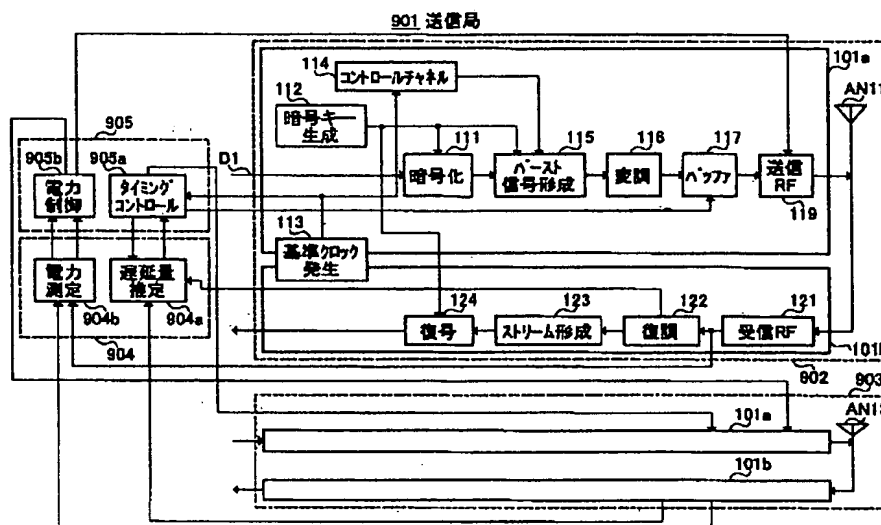 901 送信局
101a
114
コントロールチャネル
AN11
112
暗号キー
生成
905
905b
905a
D1
111
115
116
117
電力
制御
タイミング
コントロール
暗号化
バースト
信号形成
変調
バッファ
送信
RF
119
113
基準クロック
発生
電力
測定
遅延量
推定
904b
904a
904
124
123
122
121
復号
ストリーム形成
復調
受信RF
101b
902
903
101a
101b